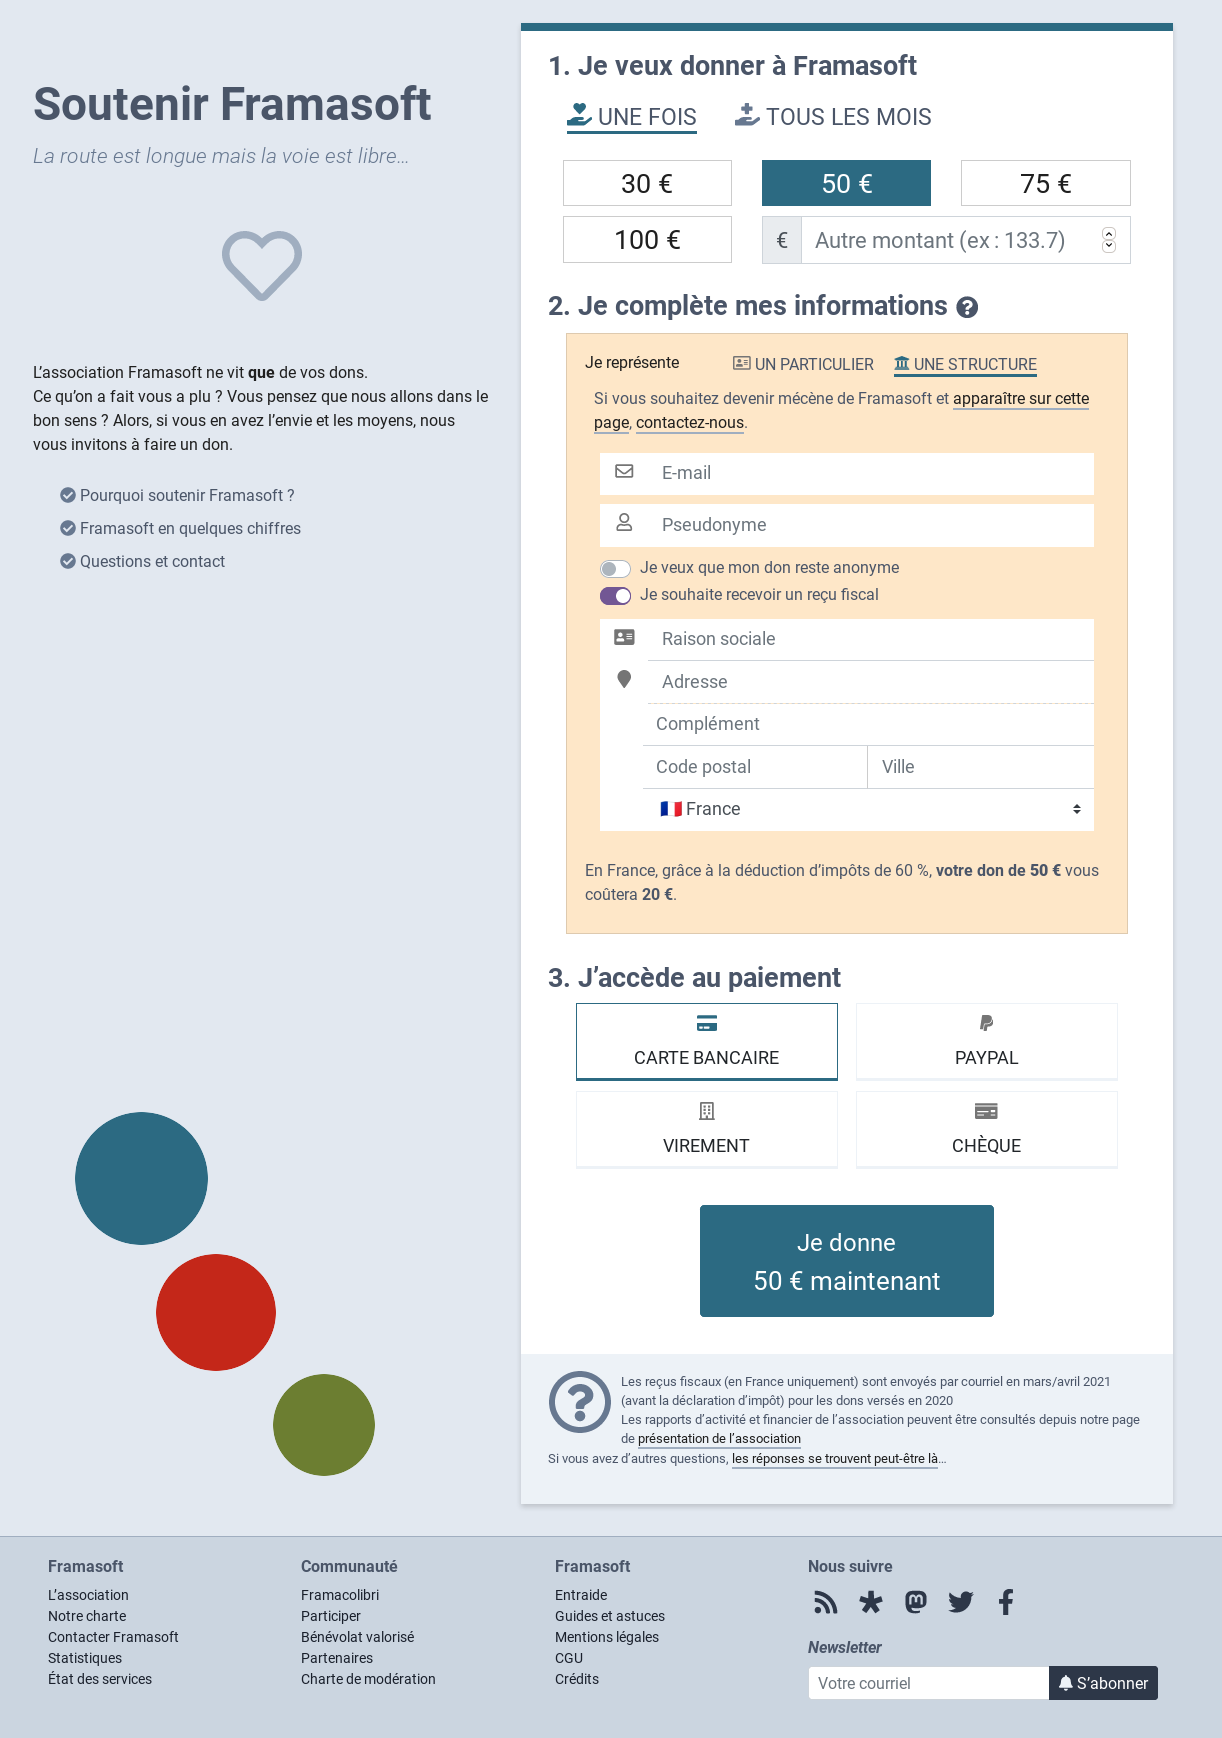 Soutenir Framasoft
La route est longue mais la voie est libre…
L’association Framasoft ne vit que de vos dons.
Ce qu’on a fait vous a plu ? Vous pensez que nous allons dans le
bon sens ? Alors, si vous en avez l’envie et les moyens, nous
vous invitons à faire un don.
Pourquoi soutenir Framasoft ?
Framasoft en quelques chiffres
Questions et contact
1. Je veux donner à Framasoft
UNE FOIS TOUS LES MOIS
30 € 50 € 75 €
100 € € Autre montant (ex : 133.7)
2. Je complète mes informations
Je représente UN PARTICULIER UNE STRUCTURE
Si vous souhaitez devenir mécène de Framasoft et apparaître sur cette
page, contactez-nous.
E-mail
Pseudonyme
Je veux que mon don reste anonyme
Je souhaite recevoir un reçu fiscal
Raison sociale
Adresse
Complément
Code postal Ville
🇫🇷 France
En France, grâce à la déduction d’impôts de 60 %, votre don de 50 € vous
coûtera 20 €.
3. J’accède au paiement
CARTE BANCAIRE PAYPAL
VIREMENT CHÈQUE
Je donne
50 € maintenant
Les reçus fiscaux (en France uniquement) sont envoyés par courriel en mars/avril 2021
(avant la déclaration d’impôt) pour les dons versés en 2020
Les rapports d’activité et financier de l’association peuvent être consultés depuis notre page
de présentation de l’association
Si vous avez d’autres questions, les réponses se trouvent peut-être là…
Framasoft
L’association
Notre charte
Contacter Framasoft
Statistiques
État des services
Communauté
Framacolibri
Participer
Bénévolat valorisé
Partenaires
Charte de modération
Framasoft
Entraide
Guides et astuces
Mentions légales
CGU
Crédits
Nous suivre
Newsletter
Votre courriel S’abonner